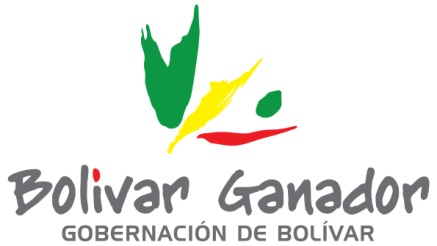 Bolivar Ganador
GOBERNACIÓN DE BOLÍVAR